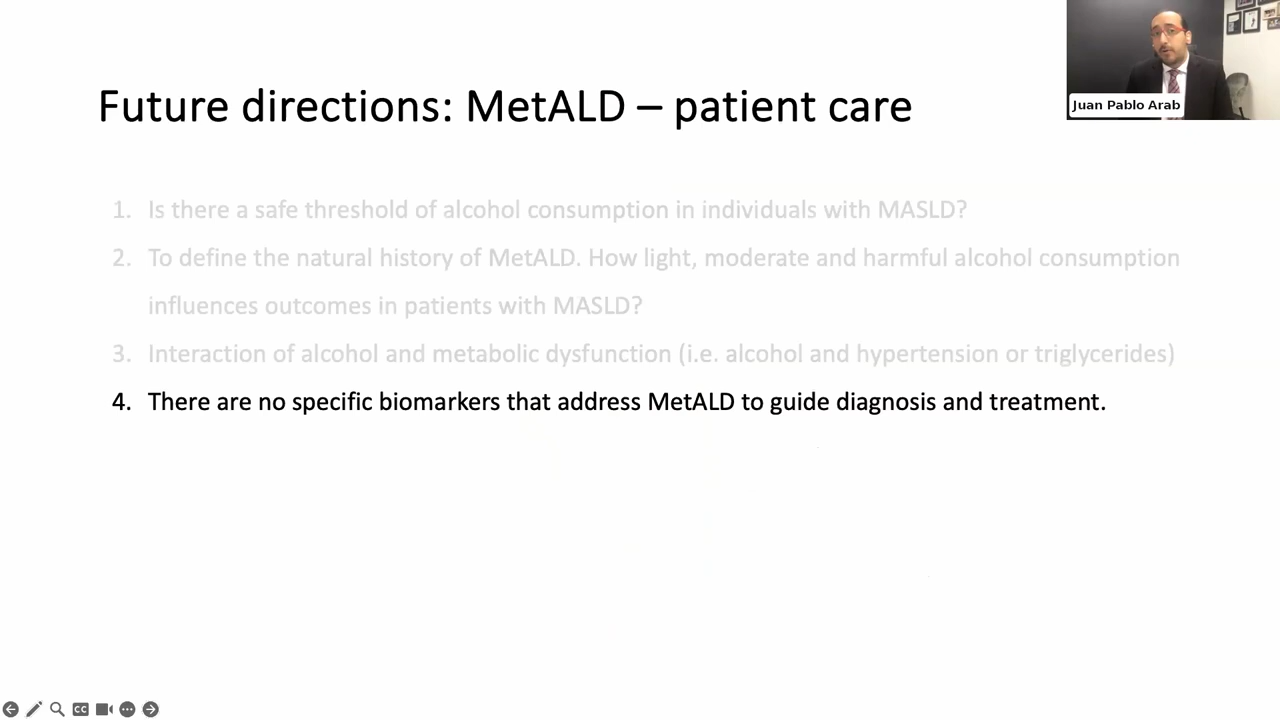 Juan Pablo Arab
Future directions: MetALD – patient care
1. Is there a safe threshold of alcohol consumption in individuals with MASLD?
2. To define the natural history of MetALD. How light, moderate and harmful alcohol consumption
influences outcomes in patients with MASLD?
3. Interaction of alcohol and metabolic dysfunction (i.e. alcohol and hypertension or triglycerides)
4. There are no specific biomarkers that address MetALD to guide diagnosis and treatment.
CC